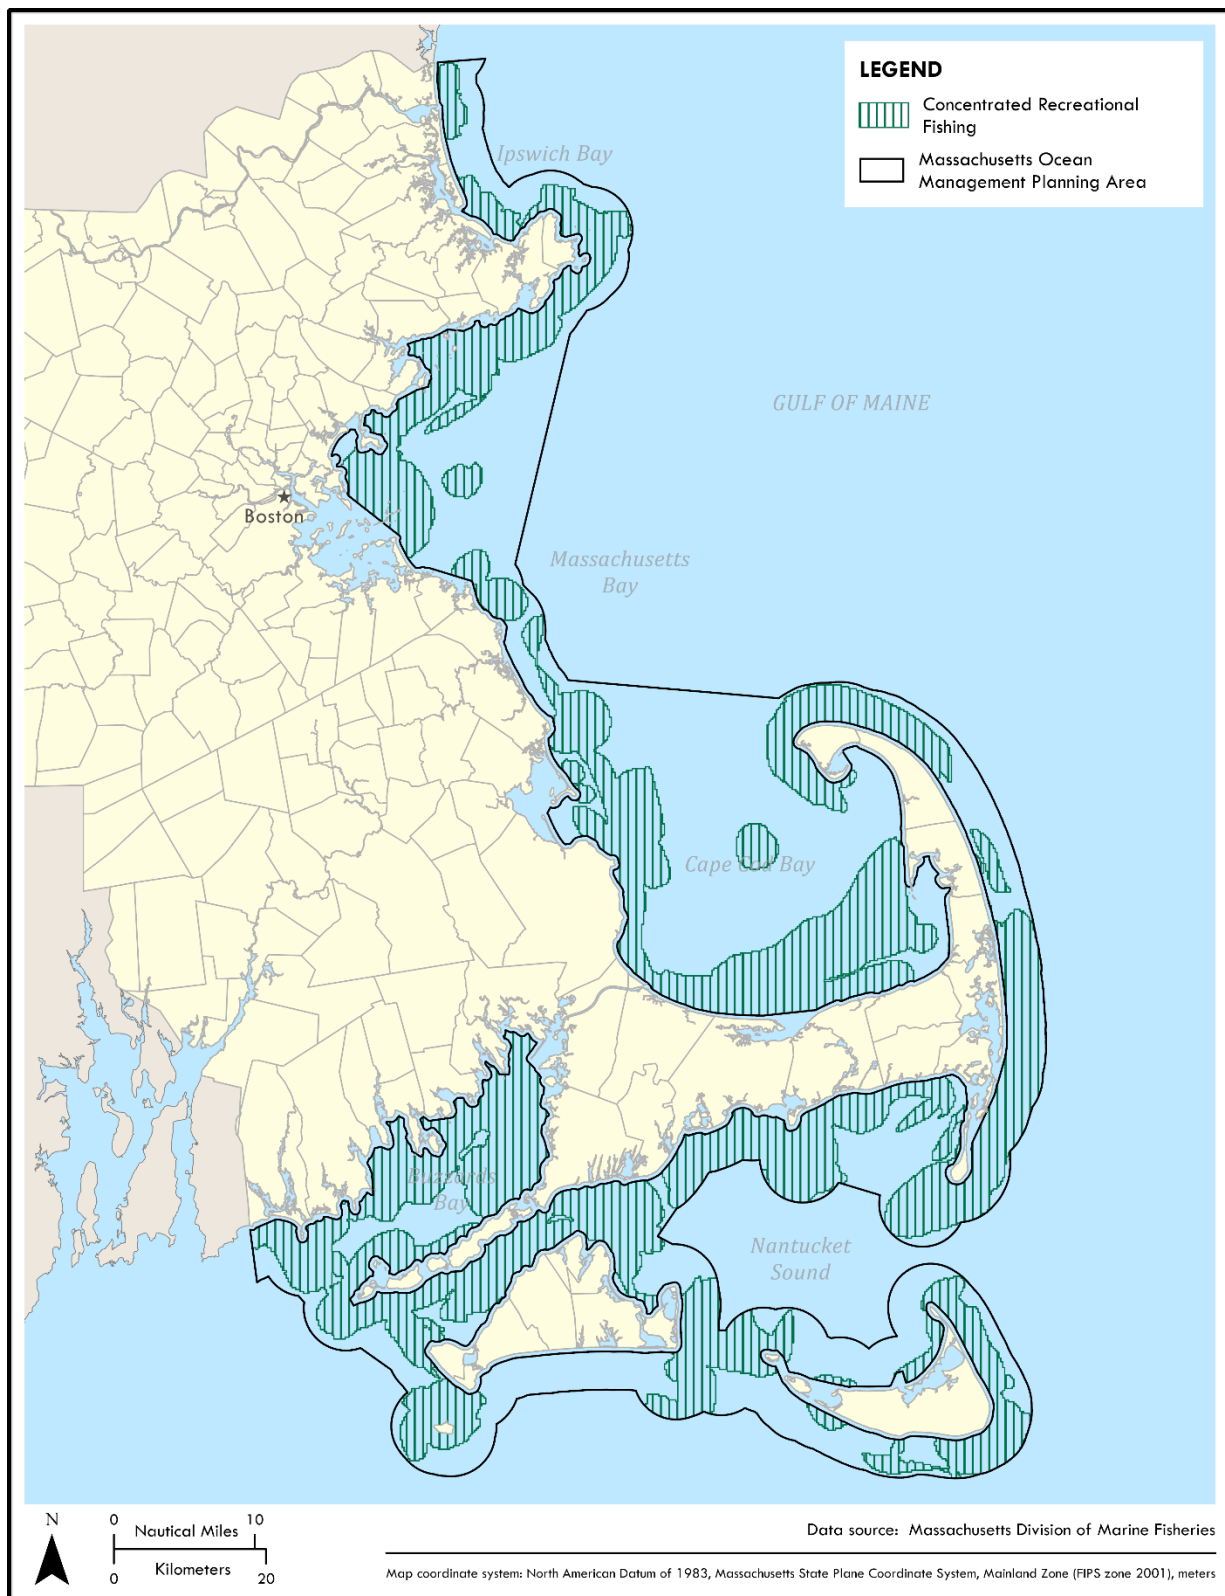 LEGEND
Concentrated Recreational
Fishing
Massachusetts Ocean
Management Planning Area
Ipswich Bay
GULF OF MAINE
Boston
Massachusetts
Bay
Cape Cod Bay
Buzzards
Bay
Nantucket
Sound
N
0 10
Nautical Miles
Kilometers
0 20
Data source: Massachusetts Division of Marine Fisheries
Map coordinate system: North American Datum of 1983, Massachusetts State Plane Coordinate System, Mainland Zone (FIPS zone 2001), meters